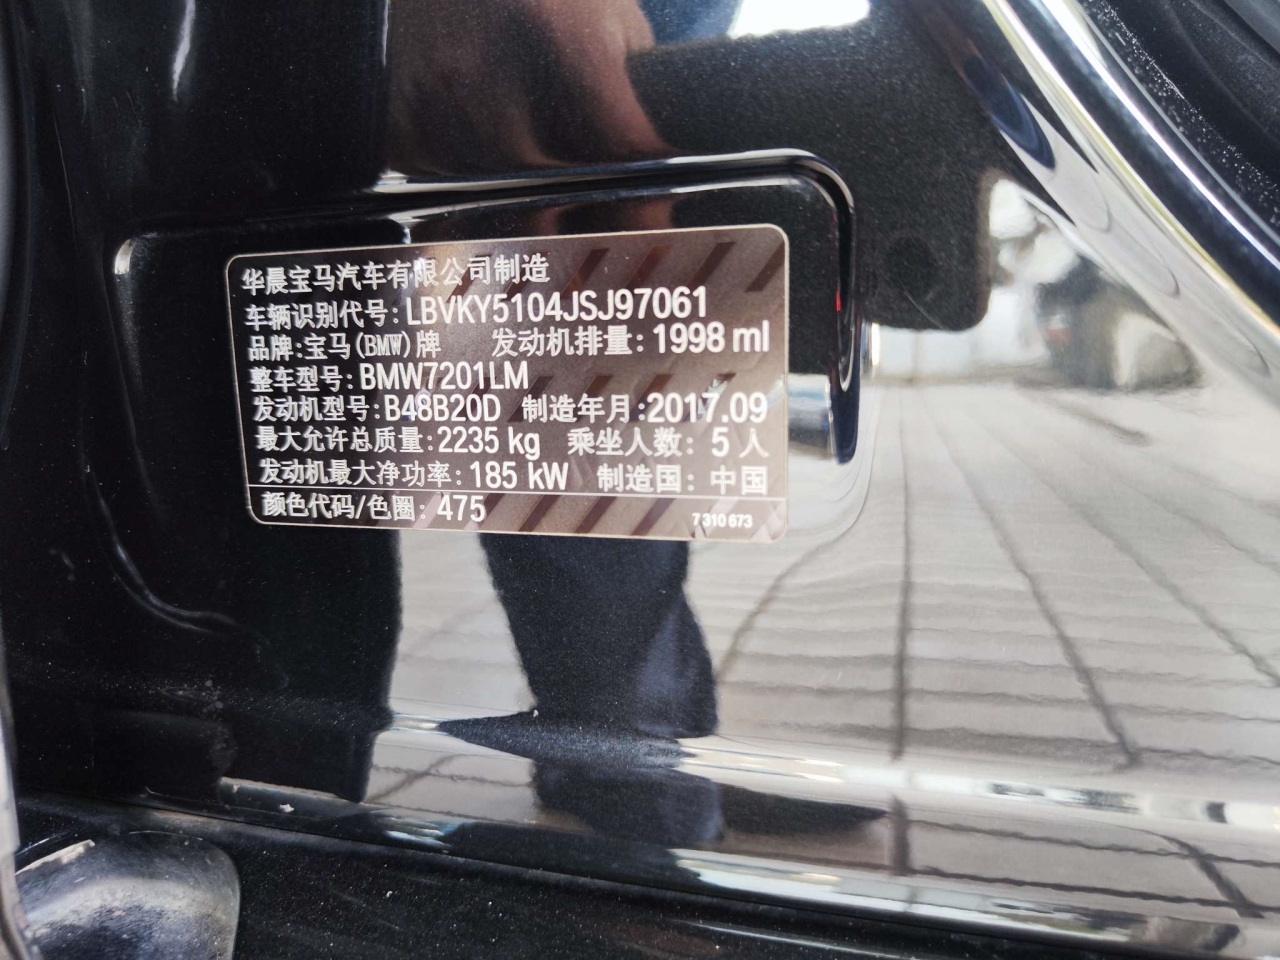 华晨宝马汽车有限公司制造
车辆识别代号: LBVKY5104JSJ97061
品牌:宝马(BMW)牌 发动机排量: 1998 ml
整车型号: BMW7201LM
发动机型号: B48B20D 制造年月:2017.09
最大允许总质量: 2235 kg 乘坐人数: 5 人
发动机最大净功率: 185 kW 制造国: 中国
颜色代码/色圈: 475
7 310 673